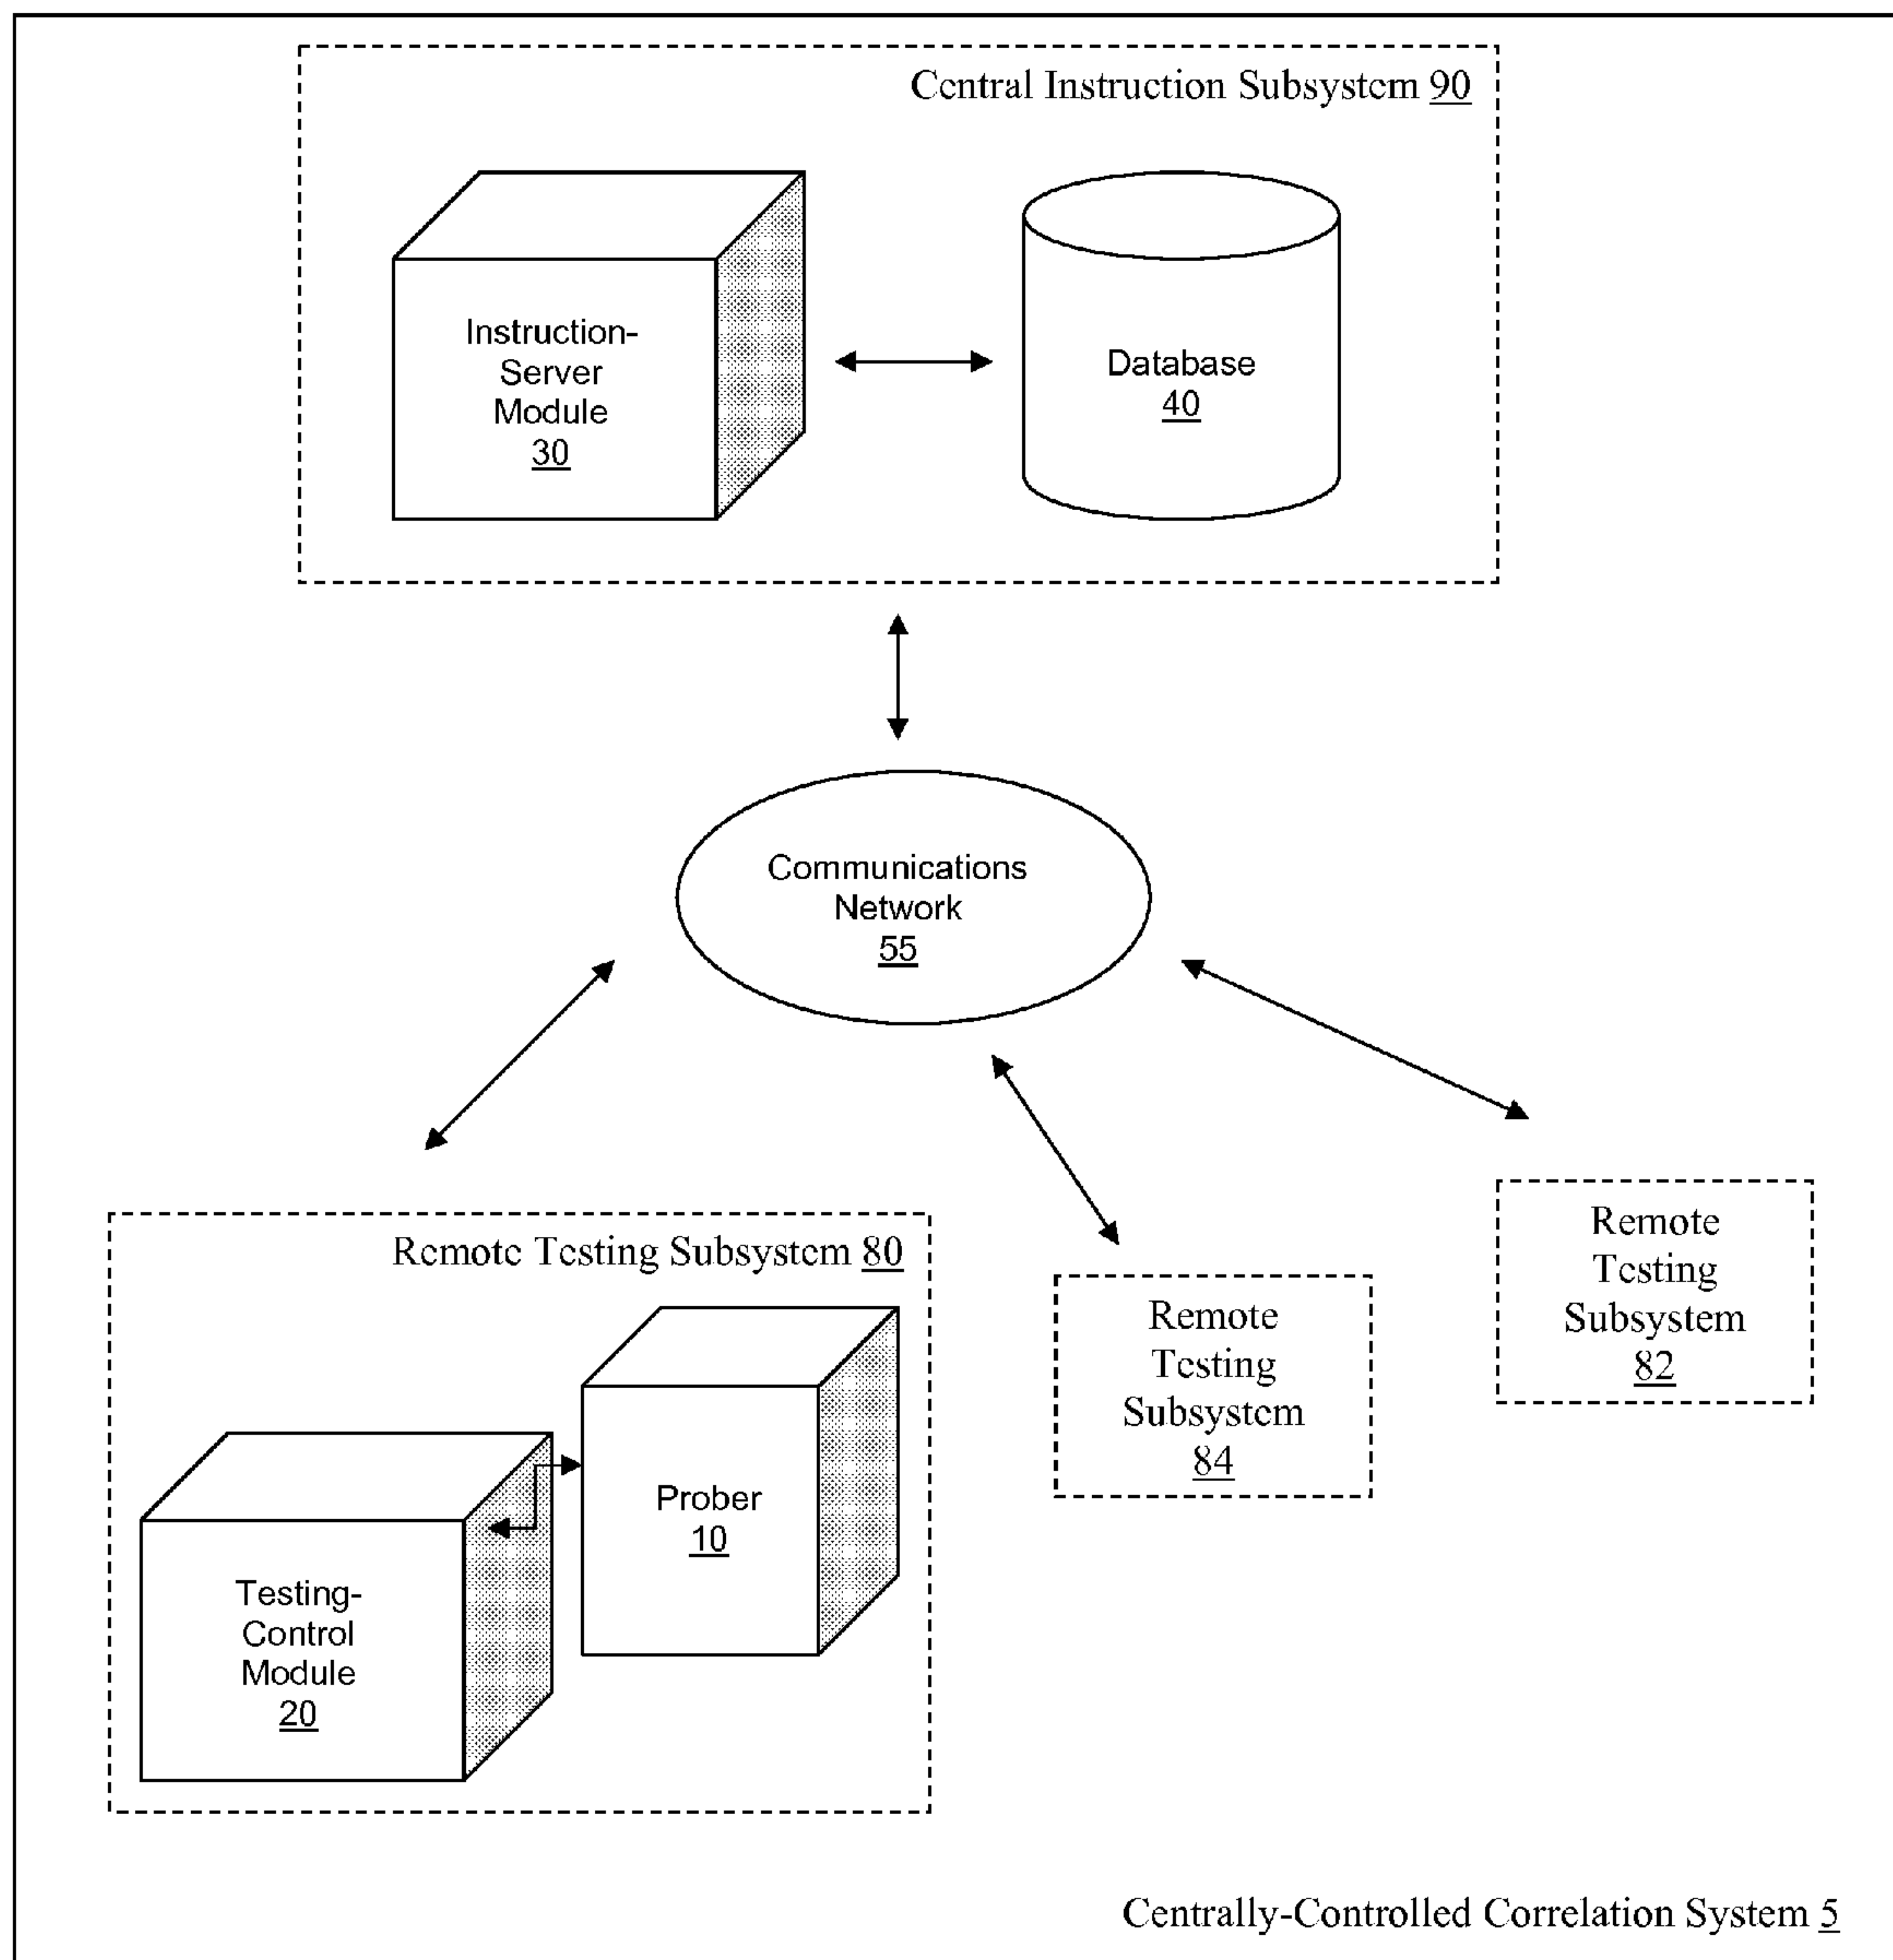 Central Instruction Subsystem 90
Instruction-
Server
Module
30
Database
40
Communications
Network
55
Remote Testing Subsystem 80
Prober
10
Testing-
Control
Module
20
Remote
Testing
Subsystem
84
Remote
Testing
Subsystem
82
Centrally-Controlled Correlation System 5